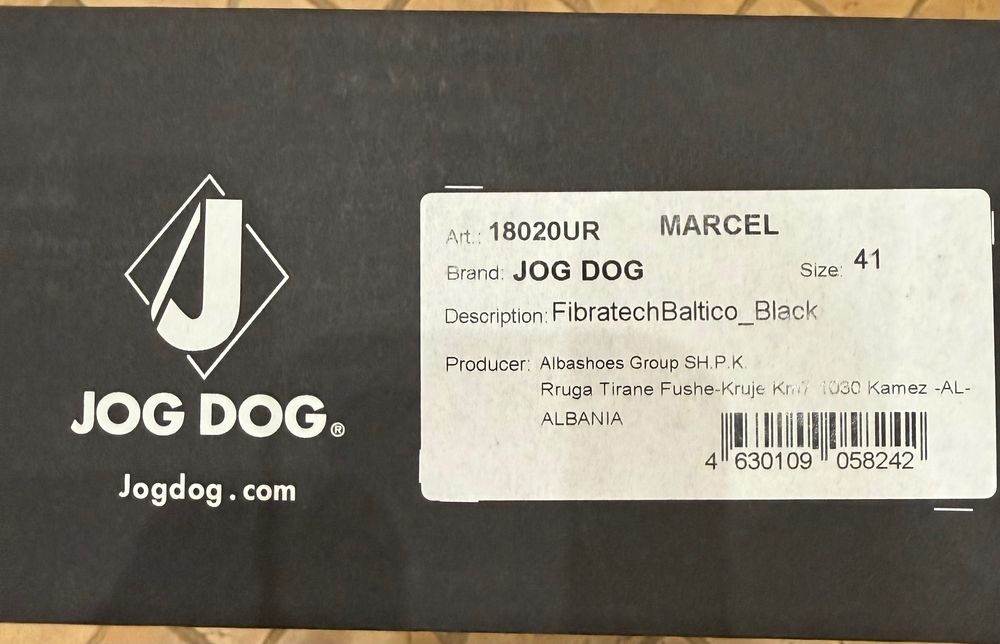 J
JOG DOG®
Jogdog.com
Art.: 18020UR MARCEL
Brand: JOG DOG Size: 41
Description: FibratechBaltico_Black
Producer: Albashoes Group SH.P.K.
Rruga Tirane Fushe-Kruje Km7 1030 Kamez -AL-
ALBANIA
4 630109 058242